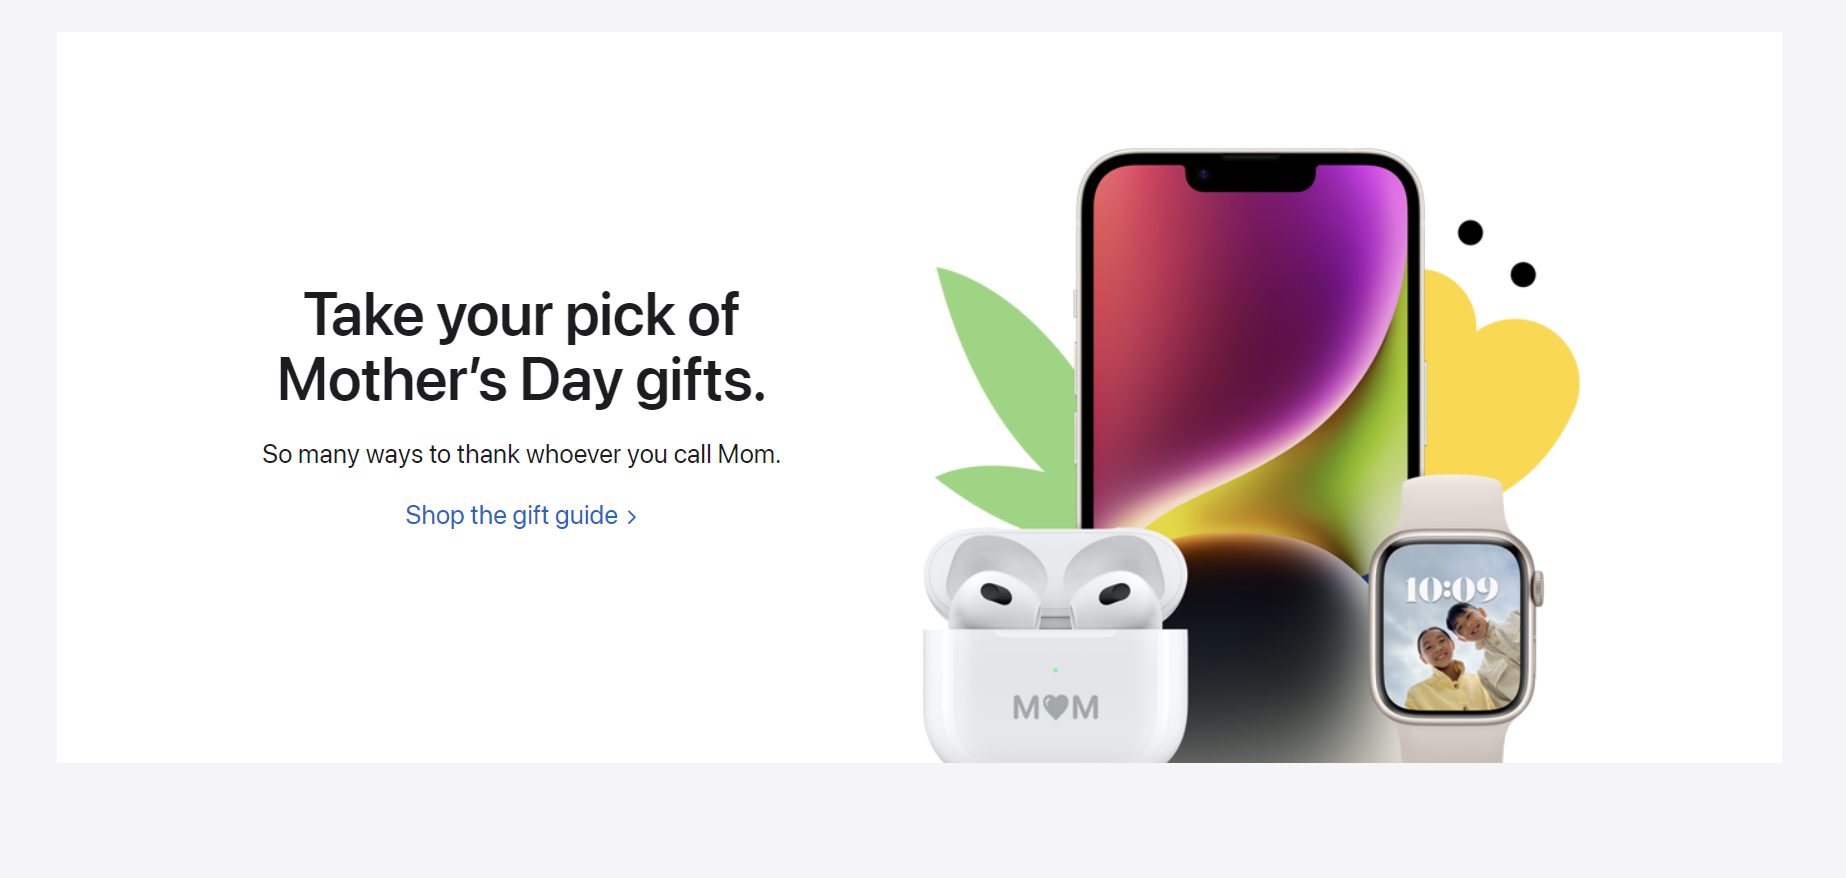 Take your pick of
Mother’s Day gifts.
So many ways to thank whoever you call Mom.
Shop the gift guide >
10:09
M♥M